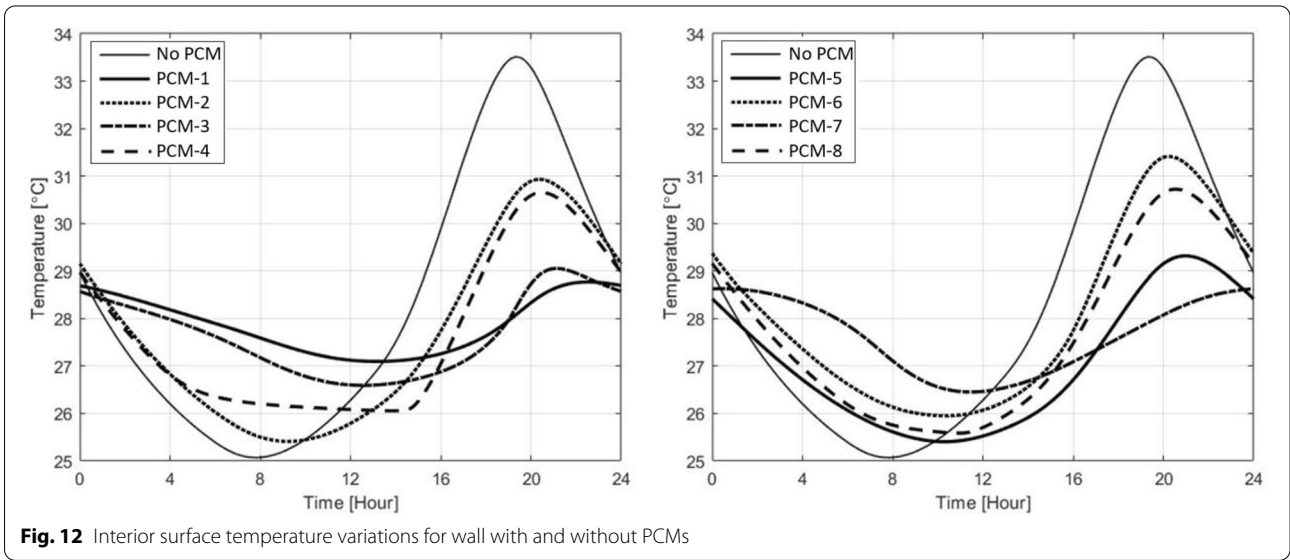 34
33
32
31
30
29
28
27
26
25
Temperature [°C]
No PCM
PCM-1
PCM-2
PCM-3
PCM-4
0 4 8 12 16 20 24
Time [Hour]
34
33
32
31
30
29
28
27
26
25
Temperature [°C]
No PCM
PCM-5
PCM-6
PCM-7
PCM-8
0 4 8 12 16 20 24
Time [Hour]
Fig. 12 Interior surface temperature variations for wall with and without PCMs